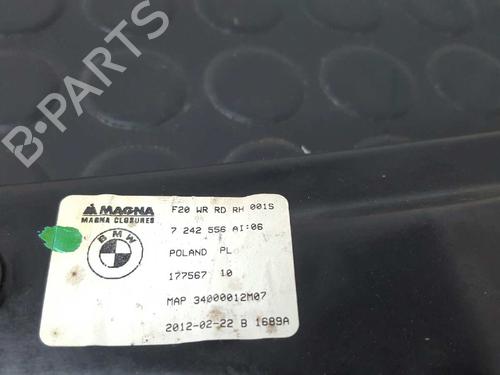 B-PARTS
MAGNA
MAGNA CLOSURES
BMW
F20 WR RD RH 001S
7 242 556 AI:06
POLAND PL
177567 10
MAP 34000012M07
2012-02-22 B 1689A